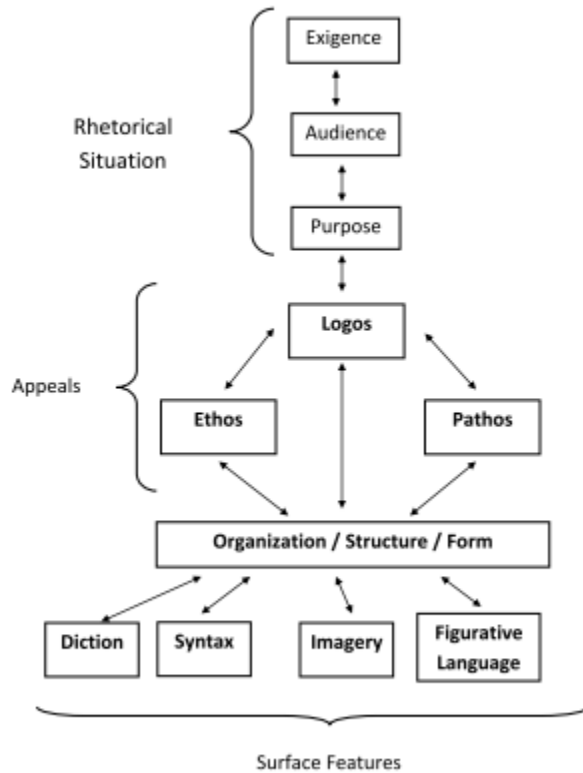 Exigence
Rhetorical
Situation
Audience
Purpose
Logos
Appeals
Ethos
Pathos
Organization / Structure / Form
Diction
Syntax
Imagery
Figurative
Language
Surface Features